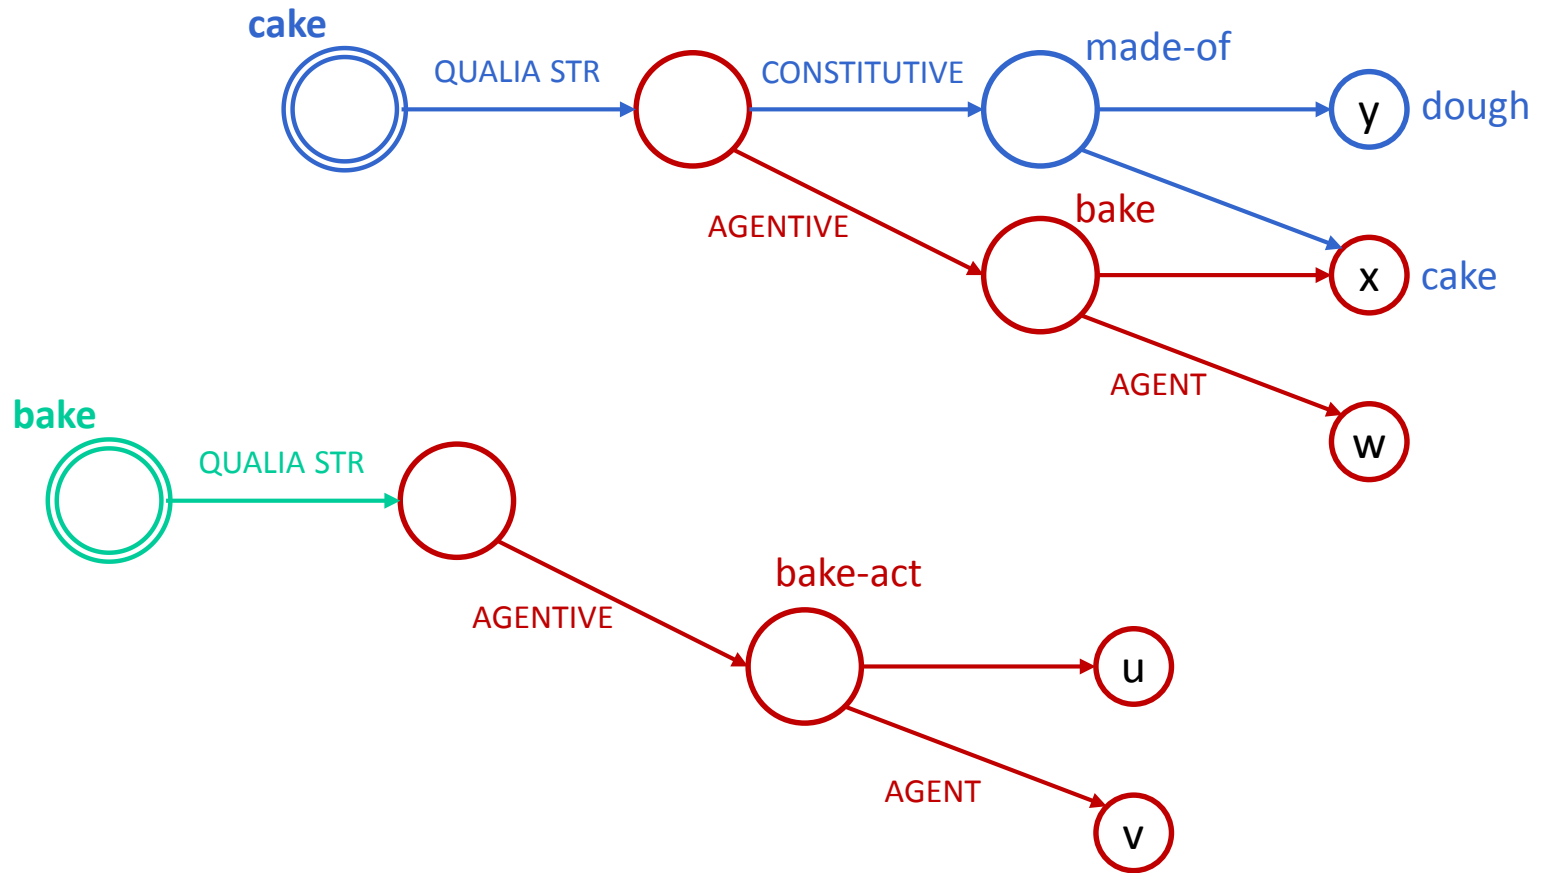 cake
QUALIA STR
CONSTITUTIVE
made-of
y
dough
AGENTIVE
bake
x
cake
AGENT
w
bake
QUALIA STR
AGENTIVE
bake-act
u
AGENT
v